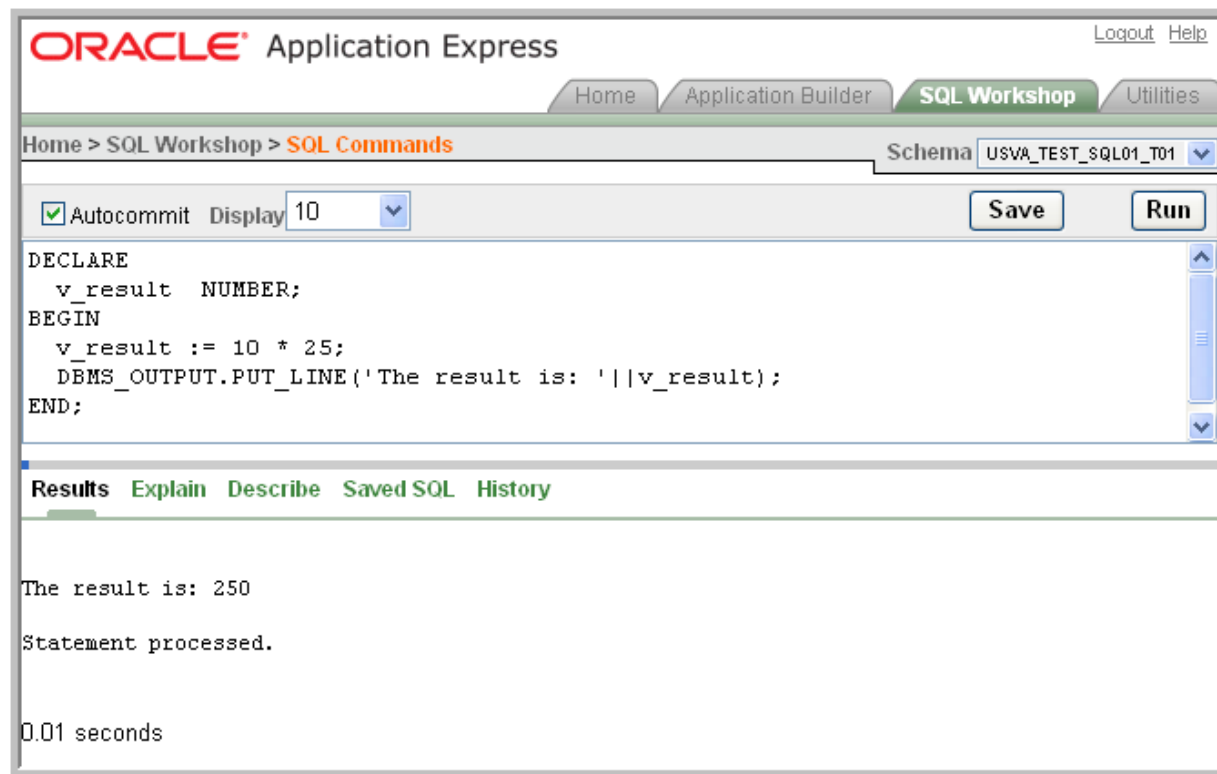 ORACLE Application Express
Logout Help
Home Application Builder SQL Workshop Utilities
Home > SQL Workshop > SQL Commands
Schema USVA_TEST_SQL01_T01
Autocommit Display 10 Save Run
DECLARE
  v_result  NUMBER;
BEGIN
  v_result := 10 * 25;
  DBMS_OUTPUT.PUT_LINE('The result is: '||v_result);
END;
Results Explain Describe Saved SQL History
The result is: 250
Statement processed.
0.01 seconds